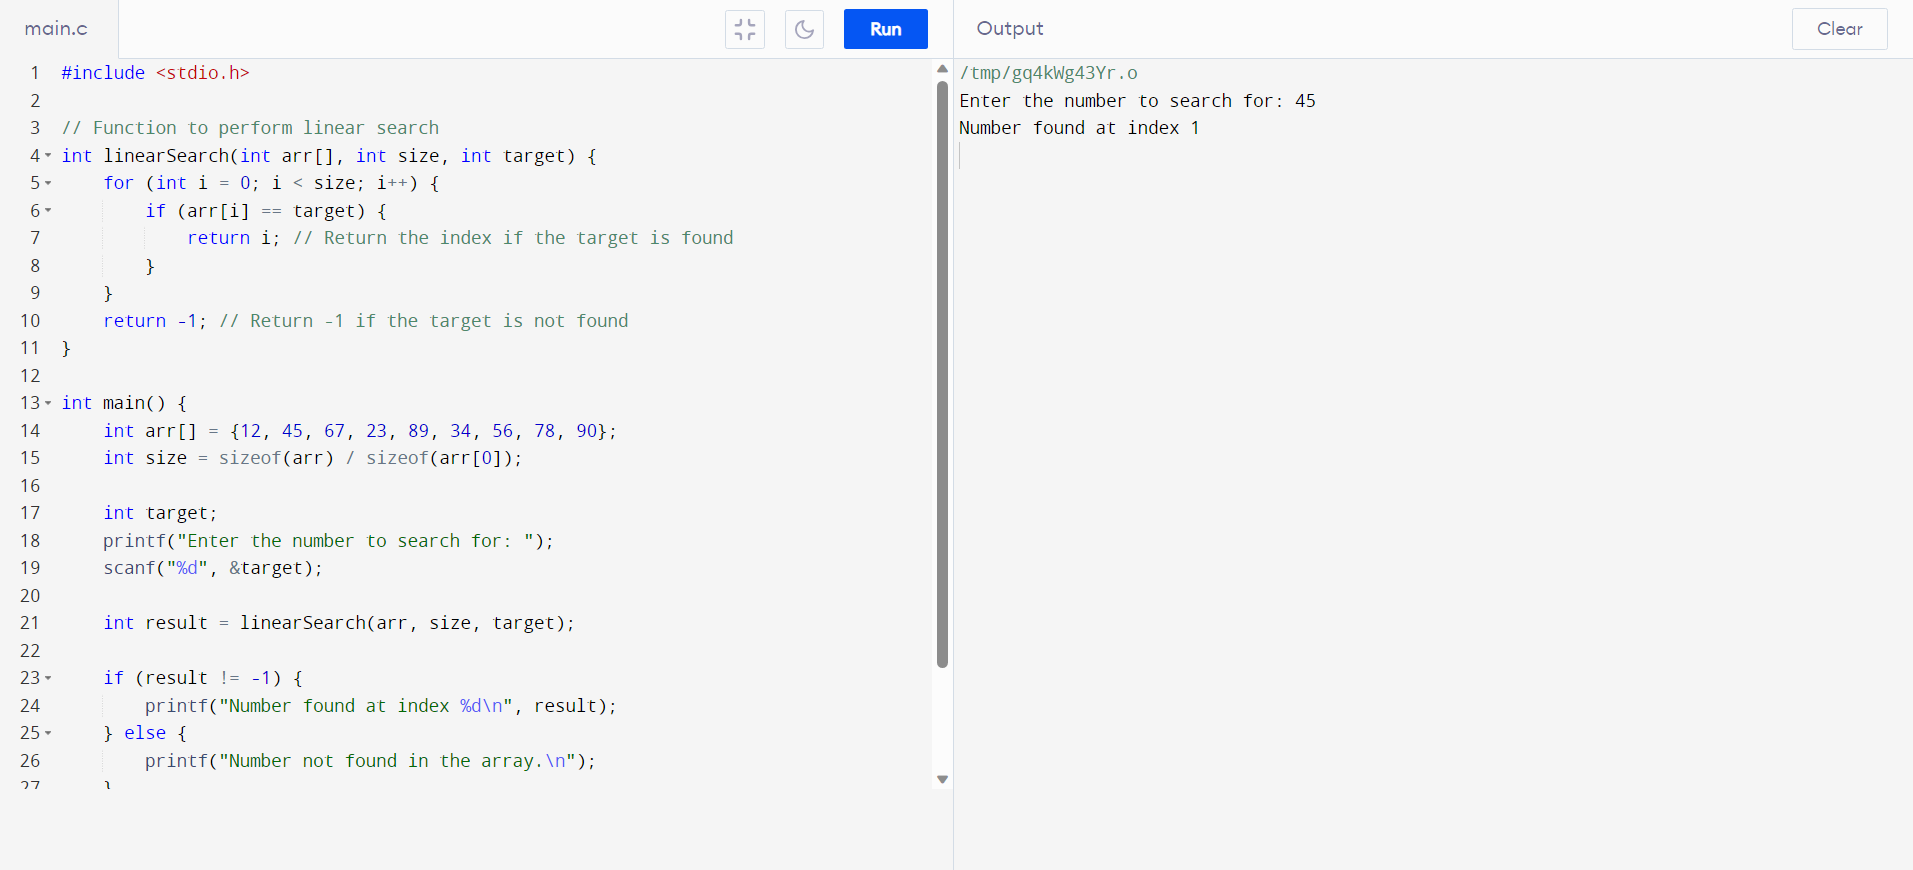 main.c
Run
Output
Clear
1 #include <stdio.h>
2
3 // Function to perform linear search
4 int linearSearch(int arr[], int size, int target) {
5     for (int i = 0; i < size; i++) {
6         if (arr[i] == target) {
7             return i; // Return the index if the target is found
8         }
9     }
10     return -1; // Return -1 if the target is not found
11 }
12
13 int main() {
14     int arr[] = {12, 45, 67, 23, 89, 34, 56, 78, 90};
15     int size = sizeof(arr) / sizeof(arr[0]);
16
17     int target;
18     printf("Enter the number to search for: ");
19     scanf("%d", &target);
20
21     int result = linearSearch(arr, size, target);
22
23     if (result != -1) {
24         printf("Number found at index %d\n", result);
25     } else {
26         printf("Number not found in the array.\n");
27     }
/tmp/gq4kWg43Yr.o
Enter the number to search for: 45
Number found at index 1